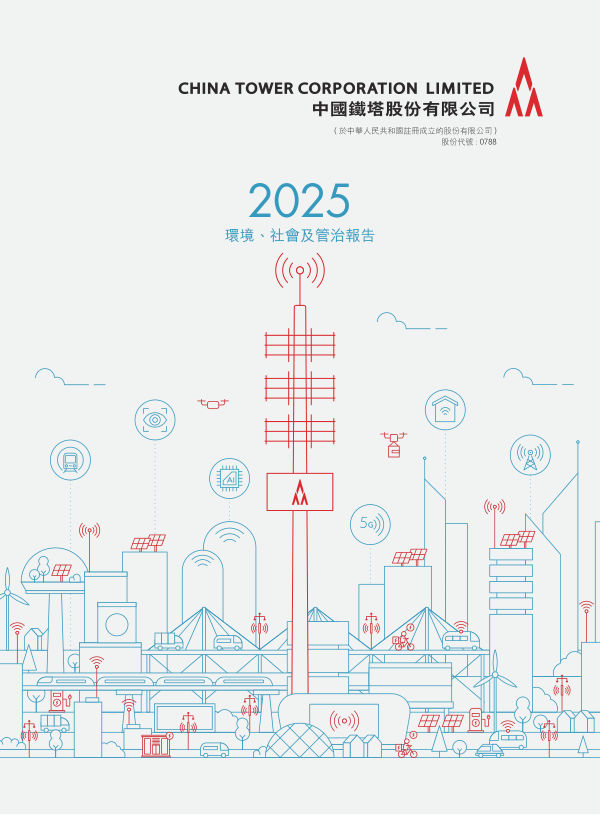 CHINA TOWER CORPORATION LIMITED
中國鐵塔股份有限公司
(於中華人民共和國註冊成立的股份有限公司)
股份代號 : 0788
2025
環境、社會及管治報告
AI
5G